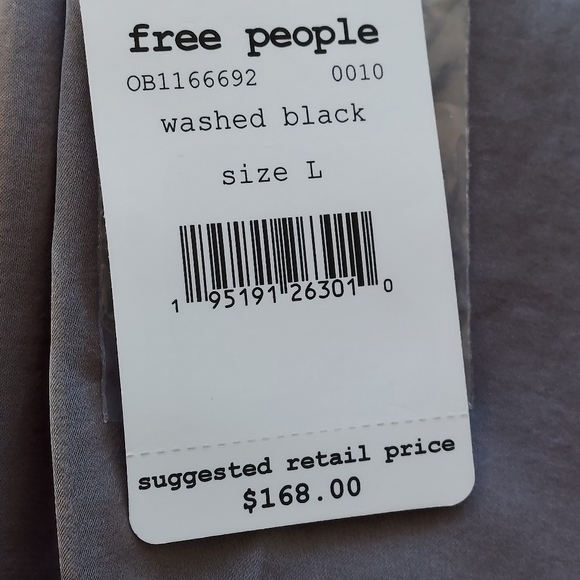 free people
OB1166692 0010
washed black
size L
1 95191 26301 0
suggested retail price
$168.00